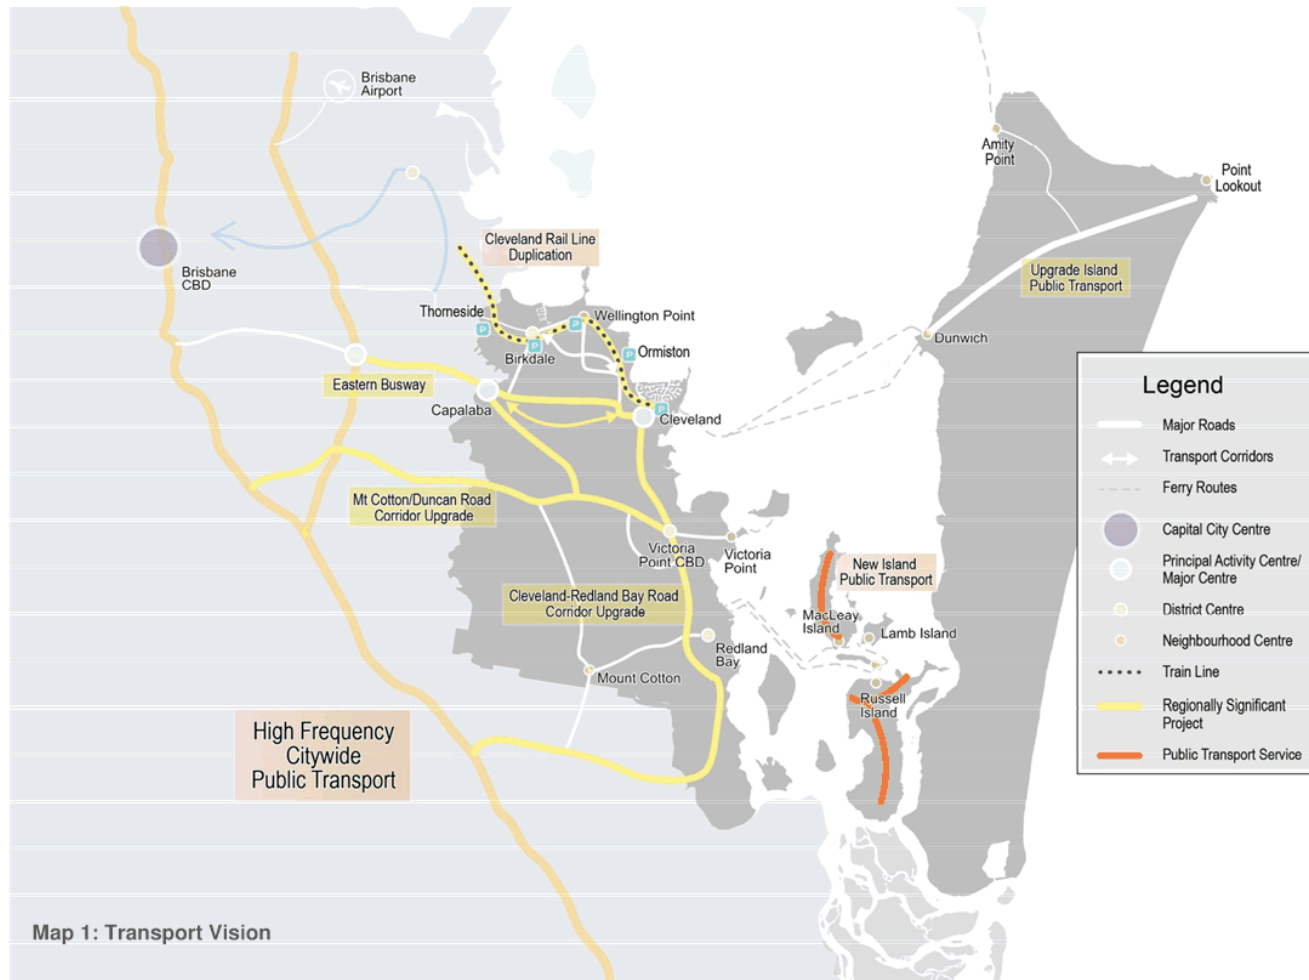 Brisbane
Airport
Amity
Point
Point
Lookout
Cleveland Rail Line
Duplication
Brisbane
CBD
Upgrade Island
Public Transport
Thorneside
P
P
Wellington Point
Dunwich
P
Birkdale
P
Ormiston
Eastern Busway
Capalaba
P
Cleveland
Mt Cotton/Duncan Road
Corridor Upgrade
Victoria
Point CBD
Victoria
Point
New Island
Public Transport
Cleveland-Redland Bay Road
Corridor Upgrade
MacLeay
Island
Lamb Island
Redland
Bay
Mount Cotton
Russell
Island
High Frequency
Citywide
Public Transport
Legend
Major Roads
Transport Corridors
Ferry Routes
Capital City Centre
Principal Activity Centre/
Major Centre
District Centre
Neighbourhood Centre
Train Line
Regionally Significant
Project
Public Transport Service
Map 1: Transport Vision